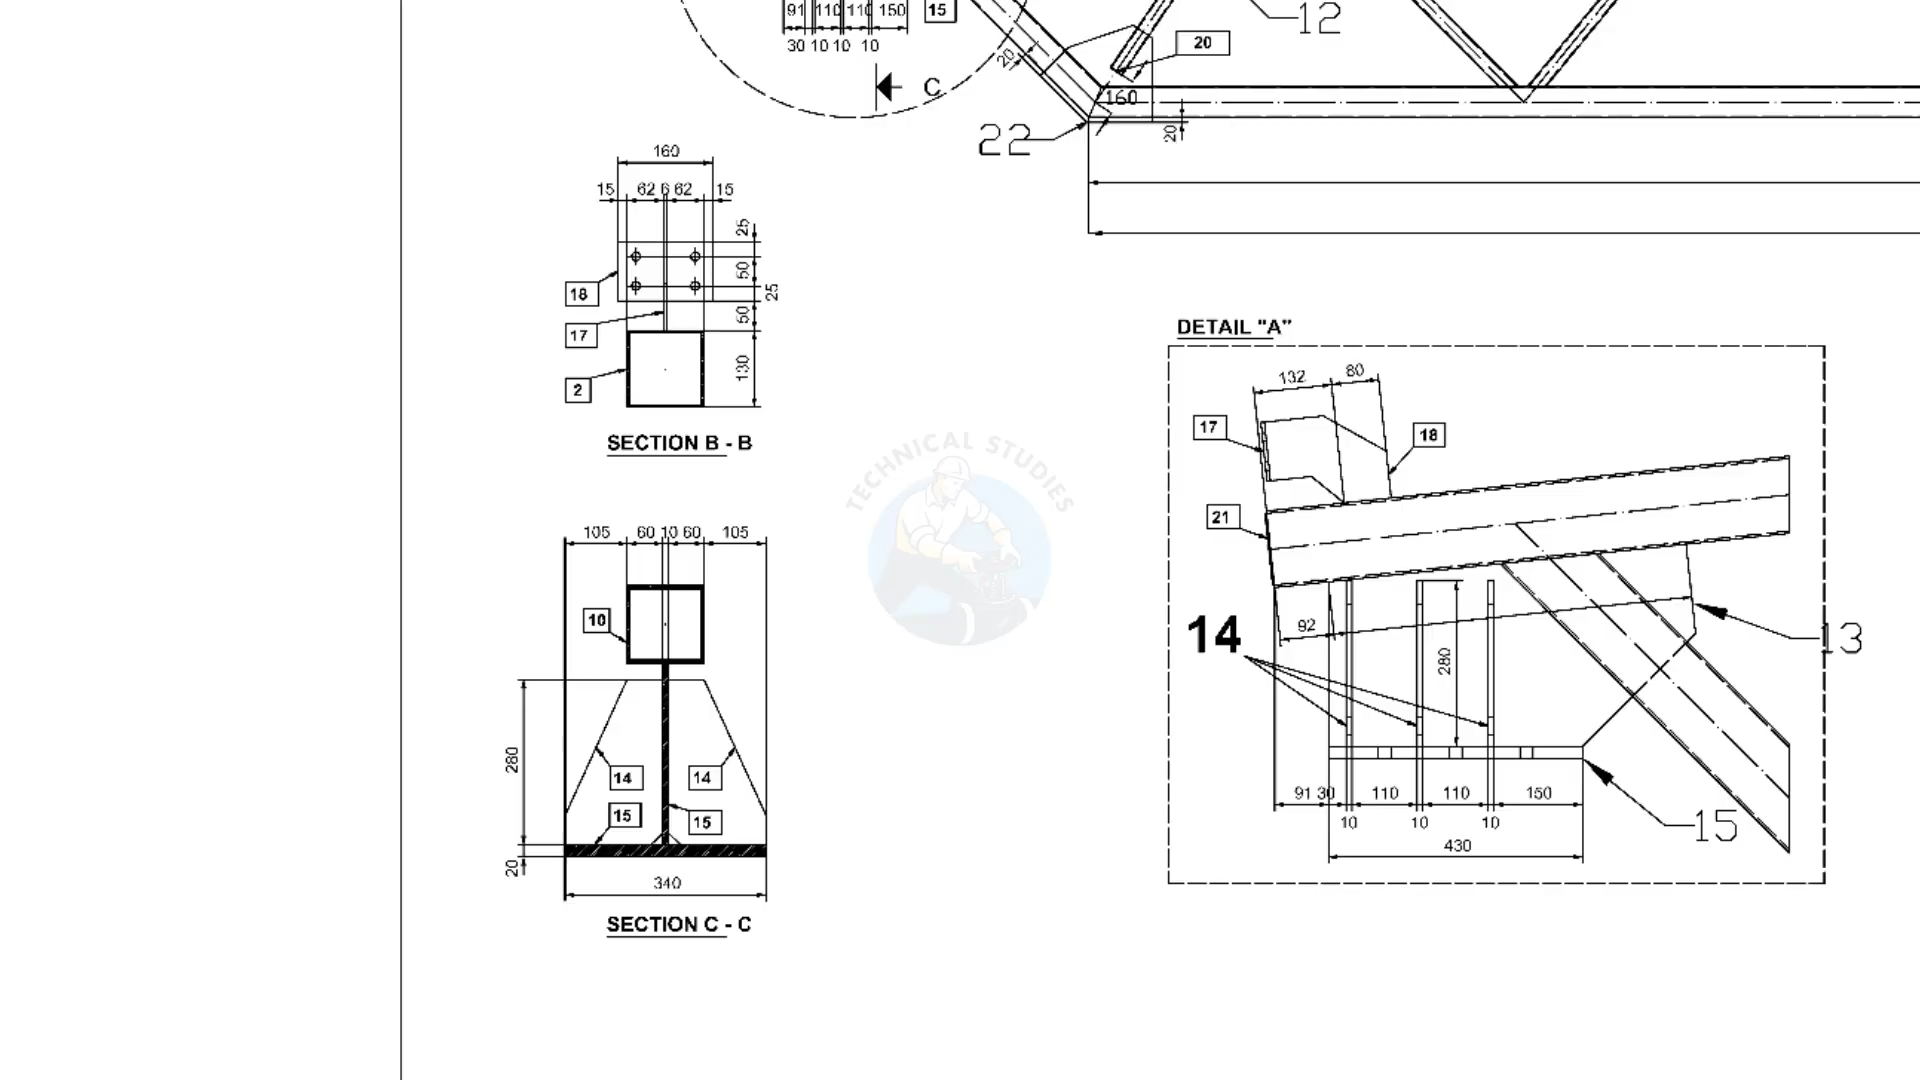 91 110 110 150 15
30 10 10 10
C
20
12
20
160
20
22
160
15 62 6 62 15
25
50
25
50
130
18
17
2
SECTION B - B
105 60 10 60 105
10
280
14 14
15 15
20
340
SECTION C - C
TECHNICAL STUDIES
DETAIL "A"
132 80
17
18
21
92
14
280
13
91 30 110 110 150
10 10 10
15
430